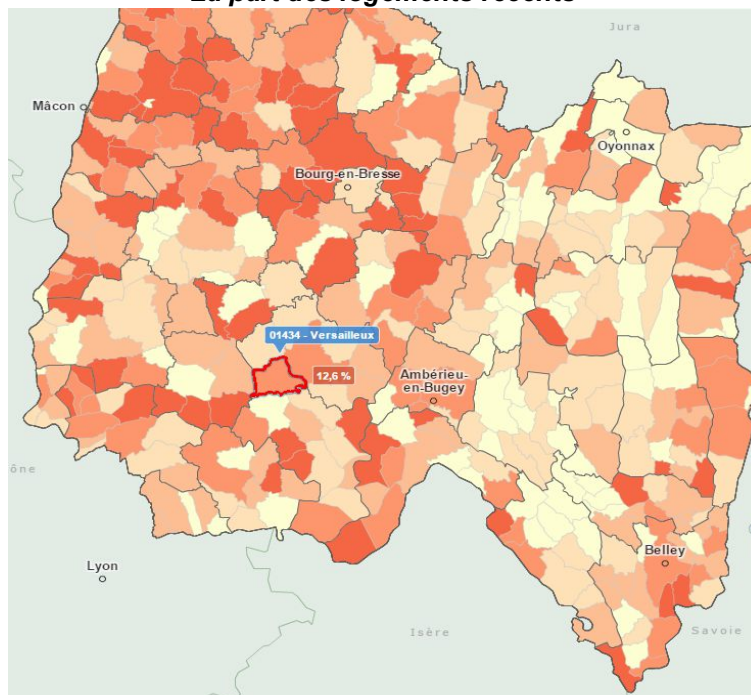 La part des logements récents
Jura
Mâcon
Oyonnax
Bourg-en-Bresse
01434 - Versailleux
12,6 %
Ambérieu-
en-Bugey
ône
Belley
Lyon
Isère
Savoie